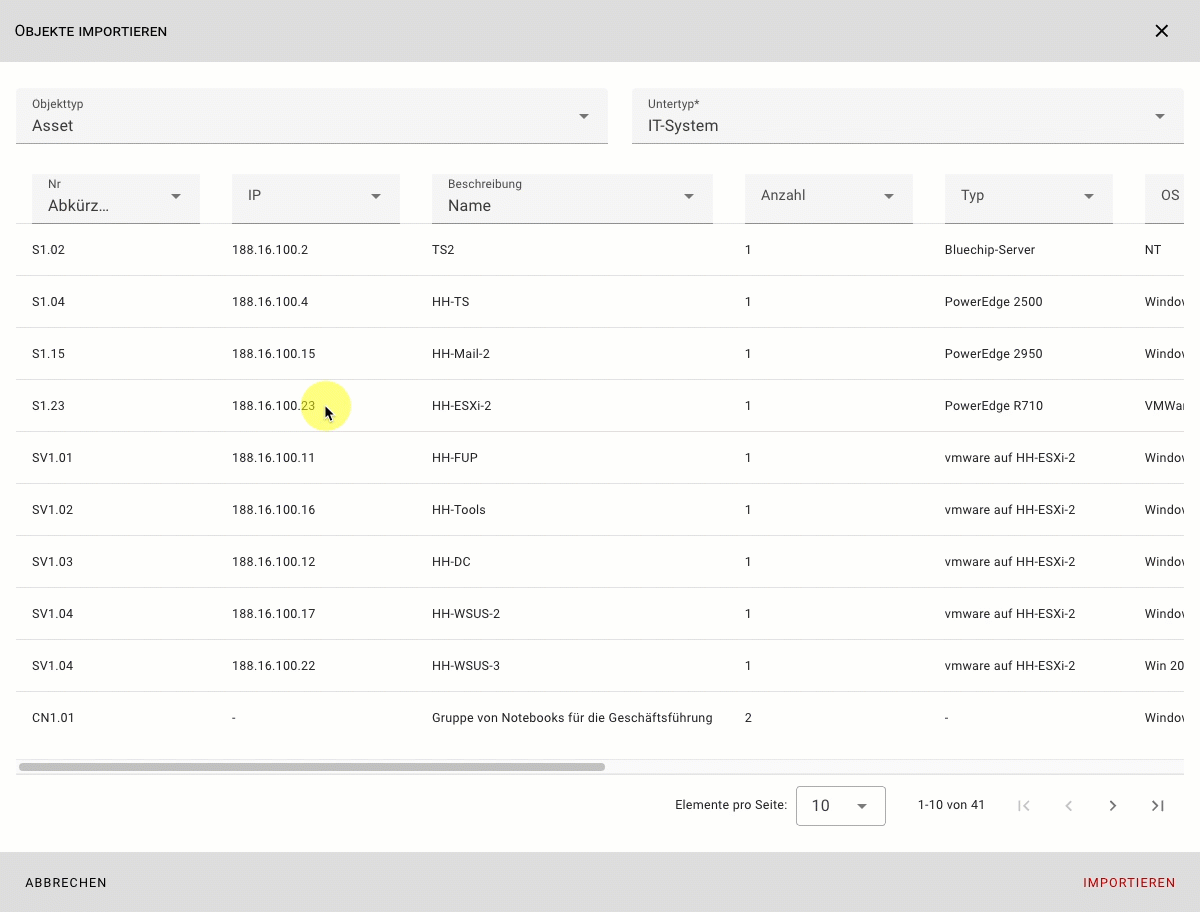 OBJEKTE IMPORTIEREN
Objekttyp Untertyp*
Asset IT-System
Nr Beschreibung
Abkürz... IP Name Anzahl Typ OS
S1.02 188.16.100.2 TS2 1 Bluechip-Server NT
S1.04 188.16.100.4 HH-TS 1 PowerEdge 2500 Window
S1.15 188.16.100.15 HH-Mail-2 1 PowerEdge 2950 Window
S1.23 188.16.100.23 HH-ESXi-2 1 PowerEdge R710 VMWar
SV1.01 188.16.100.11 HH-FUP 1 vmware auf HH-ESXi-2 Window
SV1.02 188.16.100.16 HH-Tools 1 vmware auf HH-ESXi-2 Window
SV1.03 188.16.100.12 HH-DC 1 vmware auf HH-ESXi-2 Window
SV1.04 188.16.100.17 HH-WSUS-2 1 vmware auf HH-ESXi-2 Window
SV1.04 188.16.100.22 HH-WSUS-3 1 vmware auf HH-ESXi-2 Win 20
CN1.01 - Gruppe von Notebooks für die Geschäftsführung 2 - Window
Elemente pro Seite: 10 1-10 von 41
ABBRECHEN IMPORTIEREN